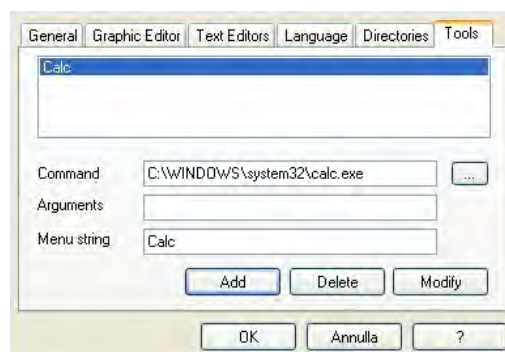 General Graphic Editor Text Editors Language Directories Tools
Calc
Command C:\WINDOWS\system32\calc.exe ...
Arguments
Menu string Calc
Add Delete Modify
OK Annulla ?